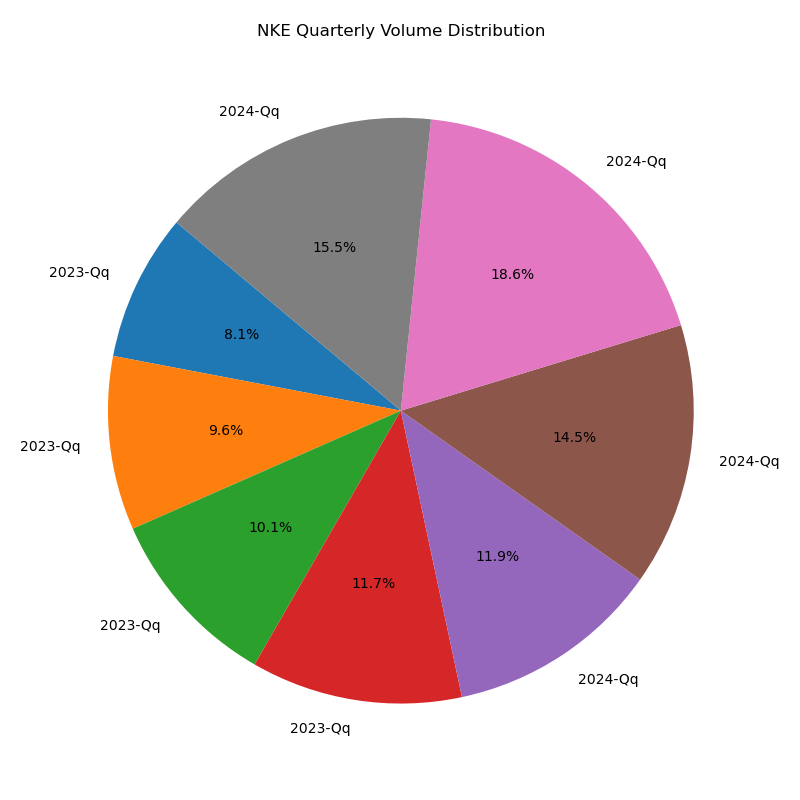 NKE Quarterly Volume Distribution
2024-Qq
2024-Qq
15.5%
18.6%
2023-Qq
8.1%
9.6%
2023-Qq
14.5%
2024-Qq
10.1%
11.9%
11.7%
2023-Qq
2024-Qq
2023-Qq